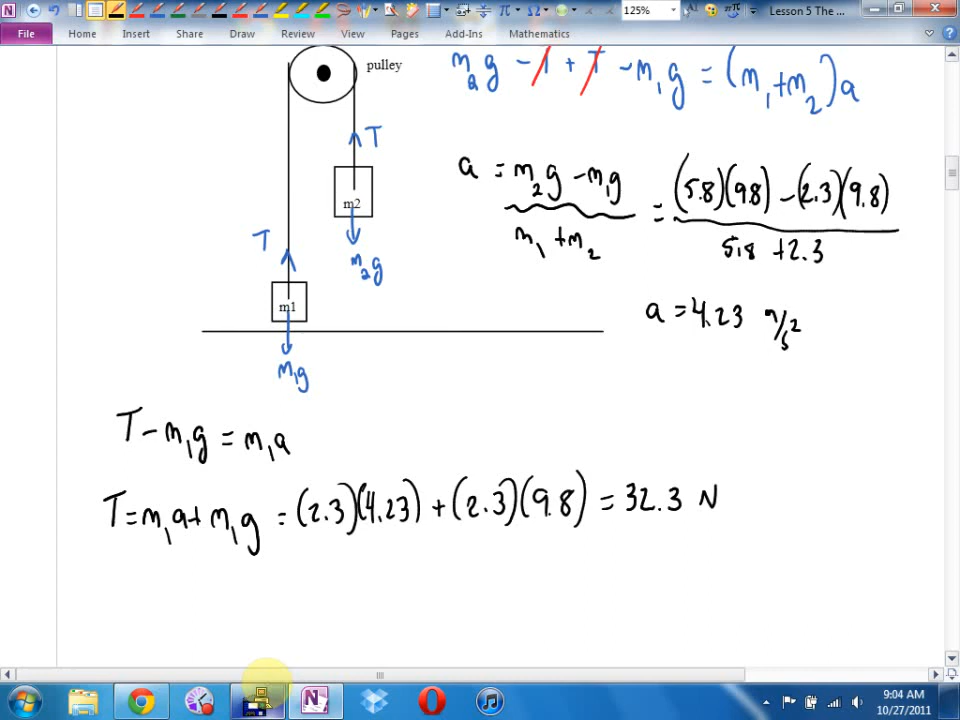 125%
Lesson 5 The ...
File Home Insert Share Draw Review View Pages Add-Ins Mathematics
pulley
m₂g - T + T - m₁g = (m₁+m₂)a
T
m2
m₂g
T
m1
m₁g
a = m₂g - m₁g / m₁ + m₂ = (5.8)(9.8) - (2.3)(9.8) / 5.8 + 2.3
a = 4.23 m/s²
T - m₁g = m₁a
T = m₁a + m₁g = (2.3)(4.23) + (2.3)(9.8) = 32.3 N
9:04 AM
10/27/2011